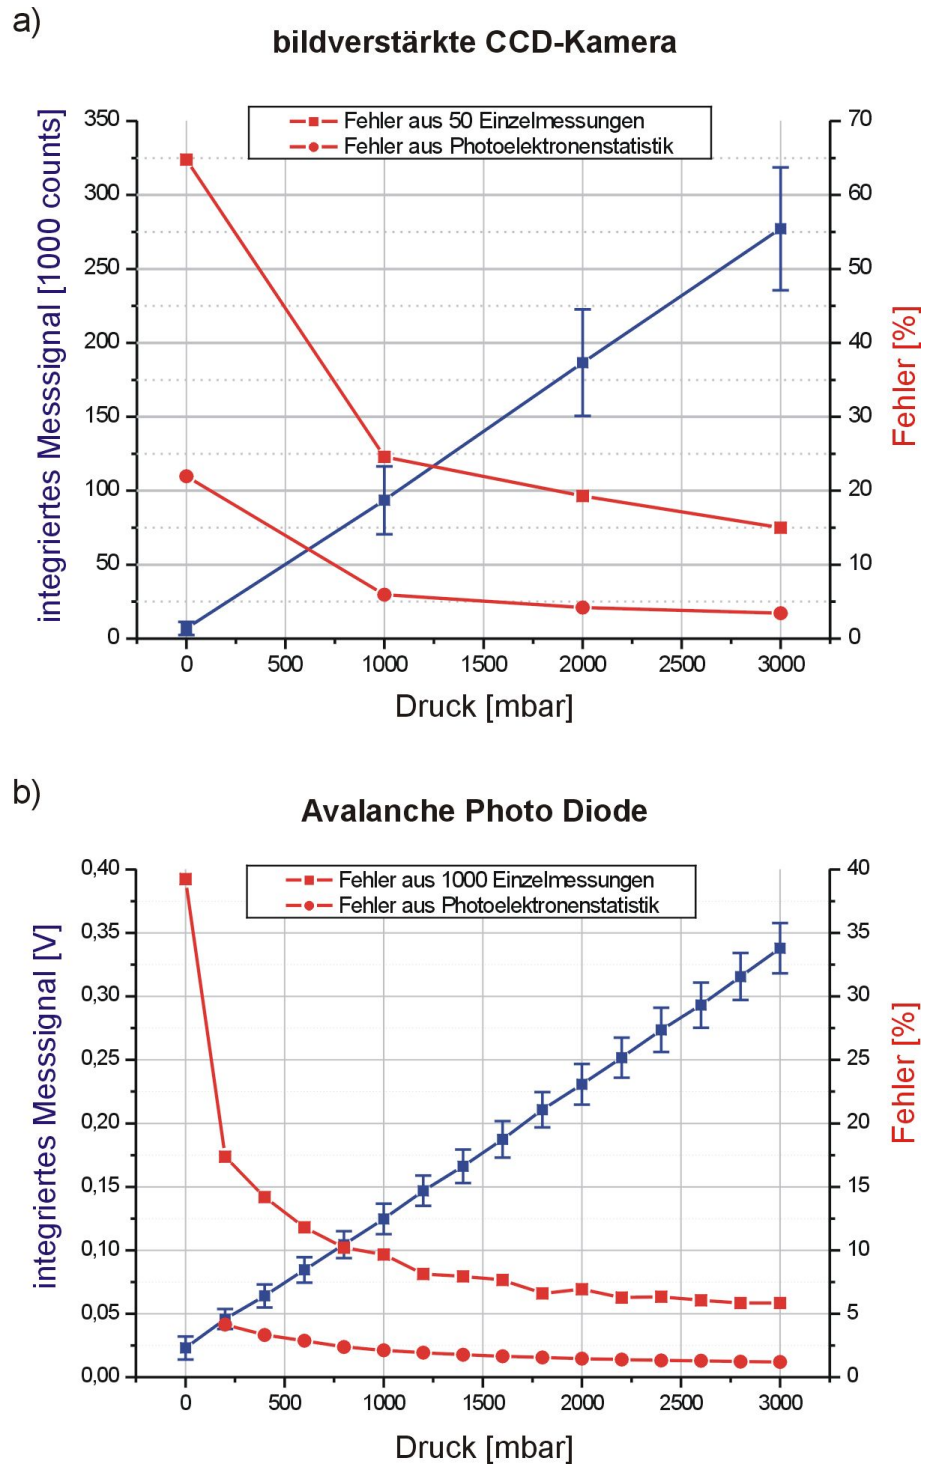 a)
bildverstärkte CCD-Kamera
integriertes Messsignal [1000 counts]
350
300
250
200
150
100
50
0
Fehler aus 50 Einzelmessungen
Fehler aus Photoelektronenstatistik
70
60
50
40
30
20
10
0
Fehler [%]
0 500 1000 1500 2000 2500 3000
Druck [mbar]
b)
Avalanche Photo Diode
integriertes Messsignal [V]
0,40
0,35
0,30
0,25
0,20
0,15
0,10
0,05
0,00
Fehler aus 1000 Einzelmessungen
Fehler aus Photoelektronenstatistik
40
35
30
25
20
15
10
5
0
Fehler [%]
0 500 1000 1500 2000 2500 3000
Druck [mbar]